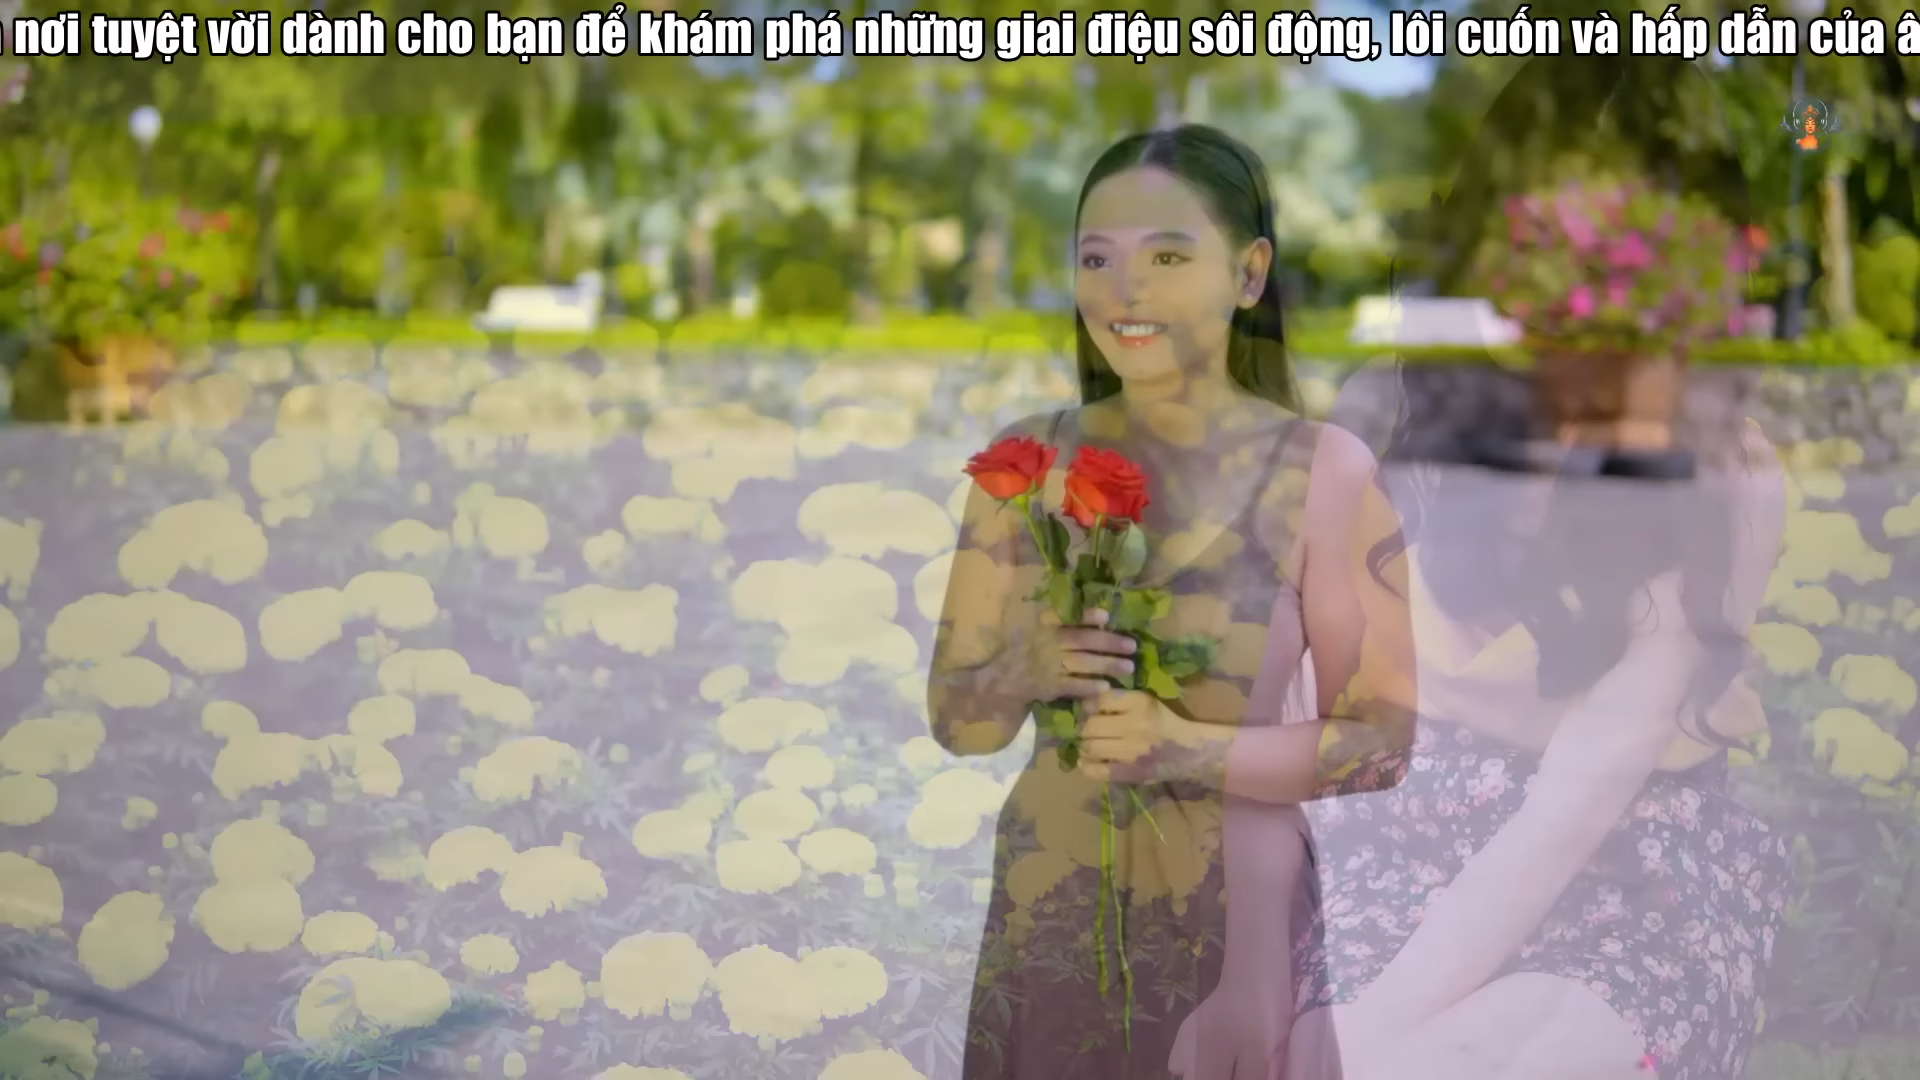 nơi tuyệt vời dành cho bạn để khám phá những giai điệu sôi động, lôi cuốn và hấp dẫn của